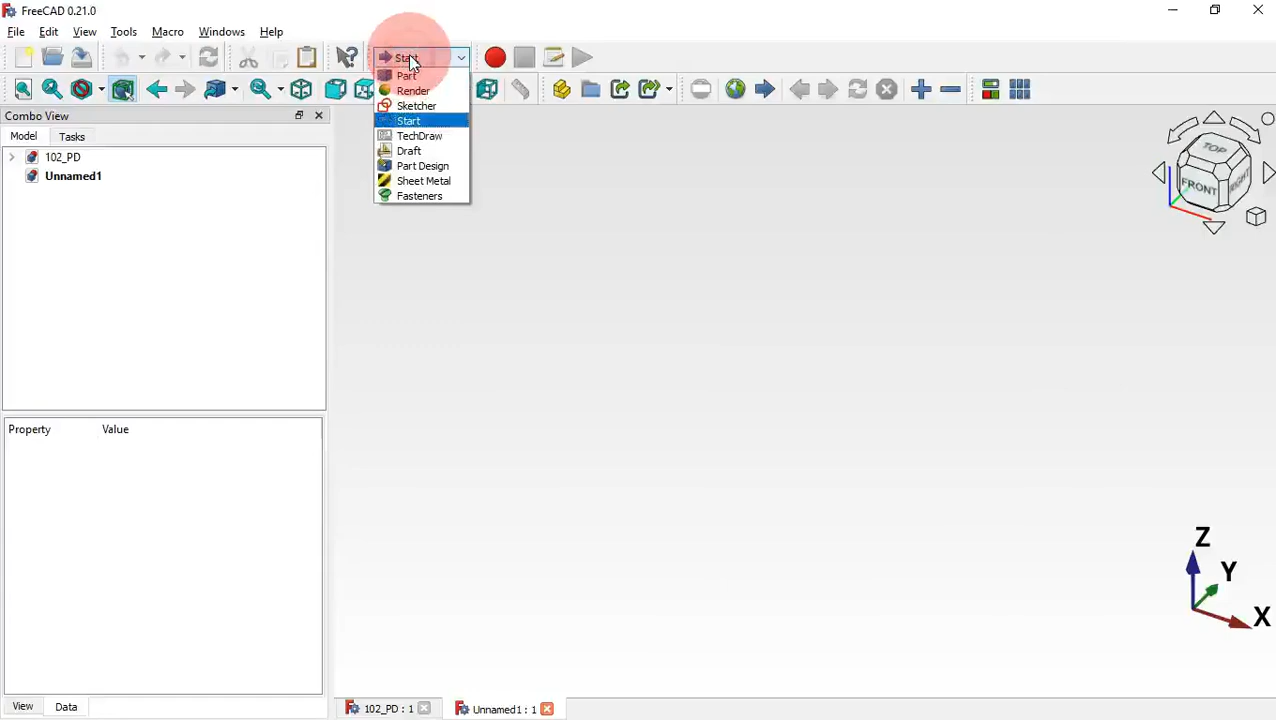 FreeCAD 0.21.0
File Edit View Tools Macro Windows Help
Start
Part
Render
Sketcher
Start
TechDraw
Draft
Part Design
Sheet Metal
Fasteners
Combo View
Model Tasks
102_PD
Unnamed1
Property Value
View Data
102_PD : 1
Unnamed1 : 1
TOP
FRONT
RIGHT
Z
Y
X